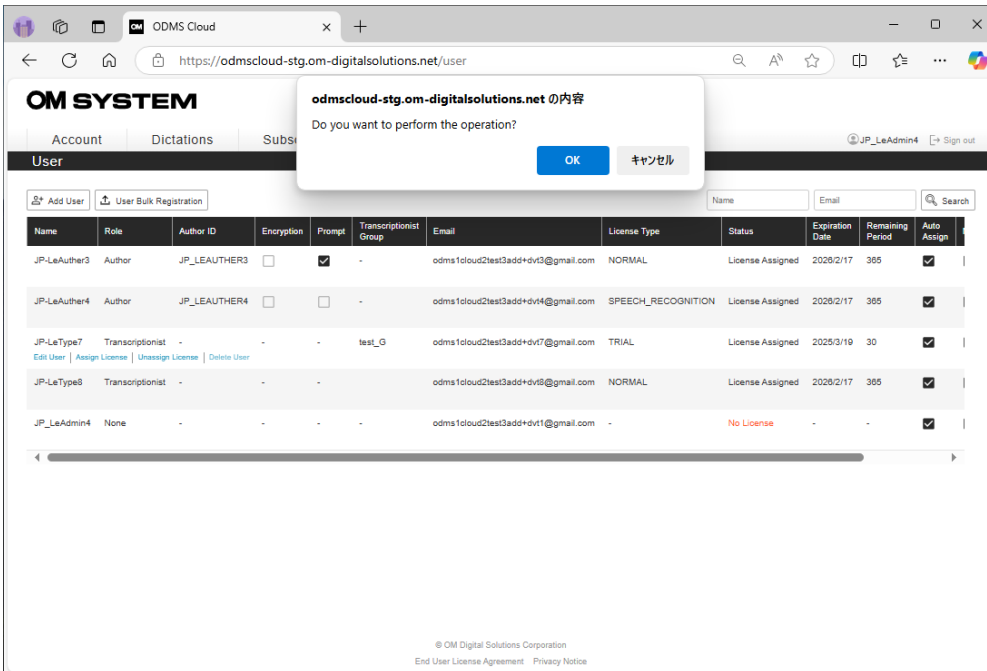 ODMS Cloud
https://odmscloud-stg.om-digitalsolutions.net/user
OM SYSTEM
odmscloud-stg.om-digitalsolutions.net の内容
Do you want to perform the operation?
OK キャンセル
Account Dictations
JP_LeAdmin4 Sign out
User
Add User User Bulk Registration Name Email Search
Name Role Author ID Encryption Prompt Transcriptionist Group Email License Type Status Expiration Date Remaining Period Auto Assign
JP-LeAuther3 Author JP_LEAUTHER3 - odms1cloud2test3add+dvt3@gmail.com NORMAL License Assigned 2026/2/17 365
JP-LeAuther4 Author JP_LEAUTHER4 - odms1cloud2test3add+dvt4@gmail.com SPEECH_RECOGNITION License Assigned 2026/2/17 365
JP-LeType7 Transcriptionist - - - test_G odms1cloud2test3add+dvt7@gmail.com TRIAL License Assigned 2025/3/19 30
Edit User | Assign License | Unassign License | Delete User
JP-LeType8 Transcriptionist - - - odms1cloud2test3add+dvt8@gmail.com NORMAL License Assigned 2026/2/17 365
JP_LeAdmin4 None - - - - odms1cloud2test3add+dvt1@gmail.com - No License - -
© OM Digital Solutions Corporation
End User License Agreement Privacy Notice